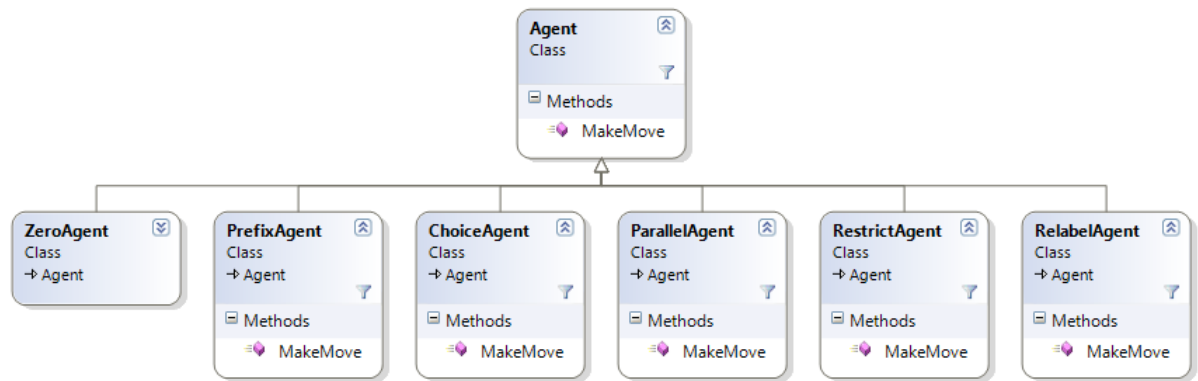 Agent
Class
Methods
MakeMove
ZeroAgent
Class
Agent
PrefixAgent
Class
Agent
Methods
MakeMove
ChoiceAgent
Class
Agent
Methods
MakeMove
ParallelAgent
Class
Agent
Methods
MakeMove
RestrictAgent
Class
Agent
Methods
MakeMove
RelabelAgent
Class
Agent
Methods
MakeMove